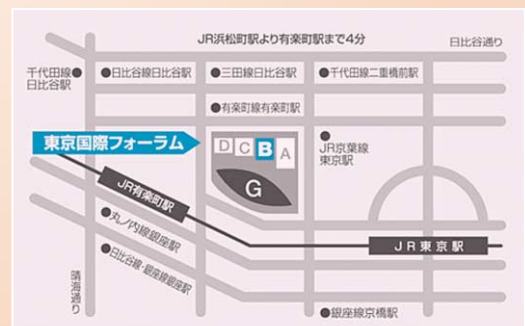 JR浜松町駅より有楽町駅まで4分
日比谷通り
千代田線
日比谷駅
日比谷線日比谷駅
三田線日比谷駅
千代田線二重橋前駅
有楽町線有楽町駅
東京国際フォーラム
D C B A
G
JR京葉線
東京駅
JR有楽町駅
丸ノ内線銀座駅
JR東京駅
日比谷線・銀座線銀座駅
晴海通り
銀座線京橋駅